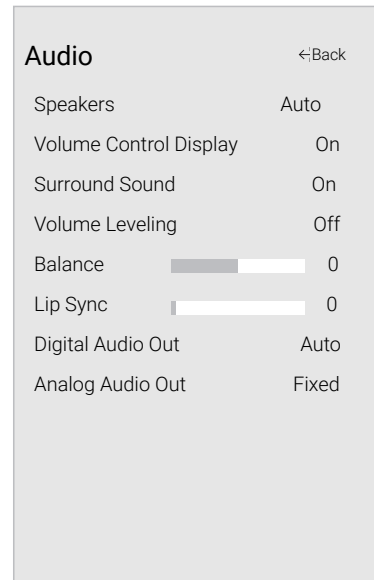 Audio ←Back
Speakers Auto
Volume Control Display On
Surround Sound On
Volume Leveling Off
Balance 0
Lip Sync 0
Digital Audio Out Auto
Analog Audio Out Fixed